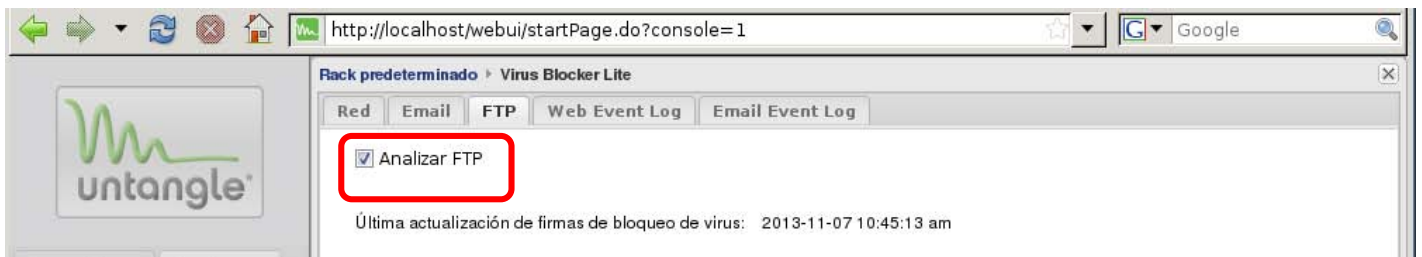 http://localhost/webui/startPage.do?console=1
G Google
Rack predeterminado Virus Blocker Lite
Red Email FTP Web Event Log Email Event Log
Analizar FTP
untangle
Última actualización de firmas de bloqueo de virus: 2013-11-07 10:45:13 am